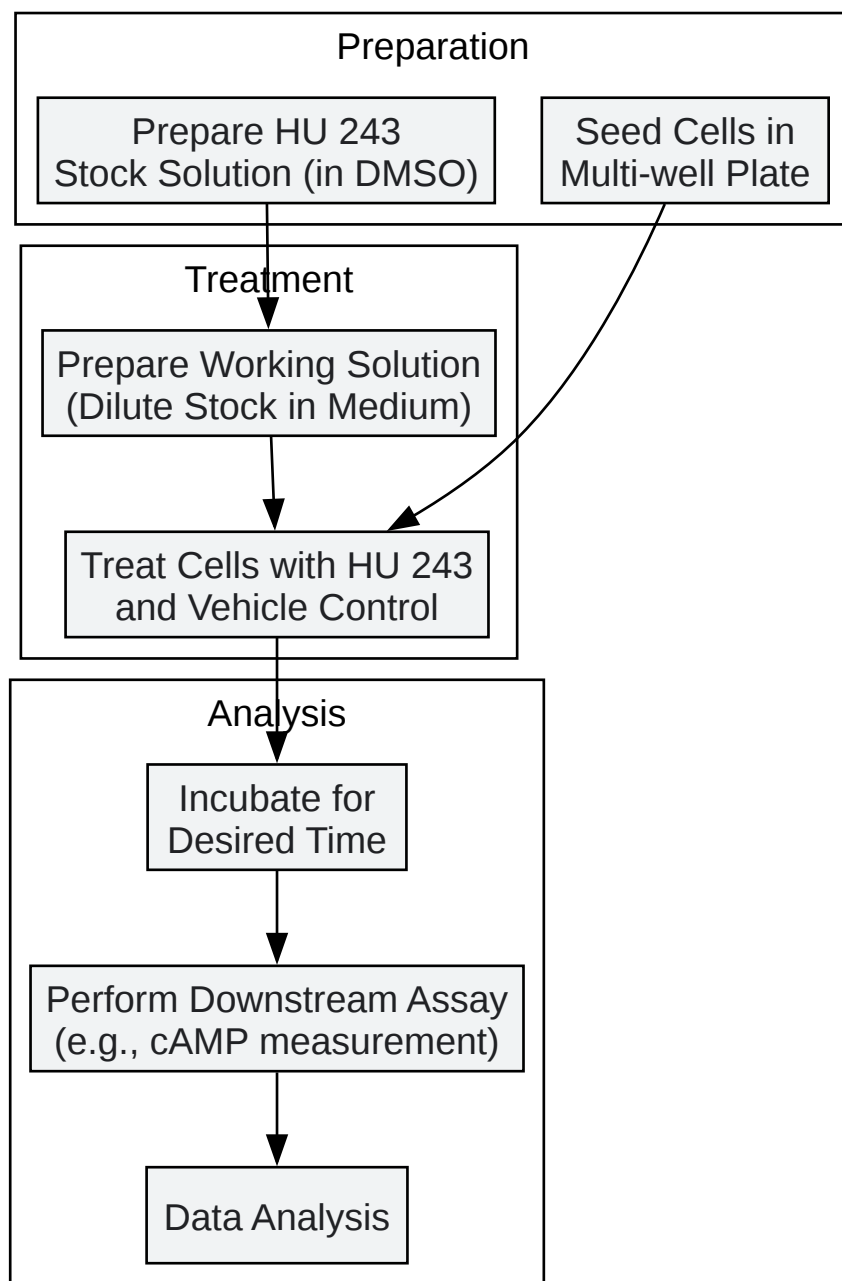 Preparation
Prepare HU 243
Stock Solution (in DMSO)
Seed Cells in
Multi-well Plate
Treatment
Prepare Working Solution
(Dilute Stock in Medium)
Treat Cells with HU 243
and Vehicle Control
Analysis
Incubate for
Desired Time
Perform Downstream Assay
(e.g., cAMP measurement)
Data Analysis